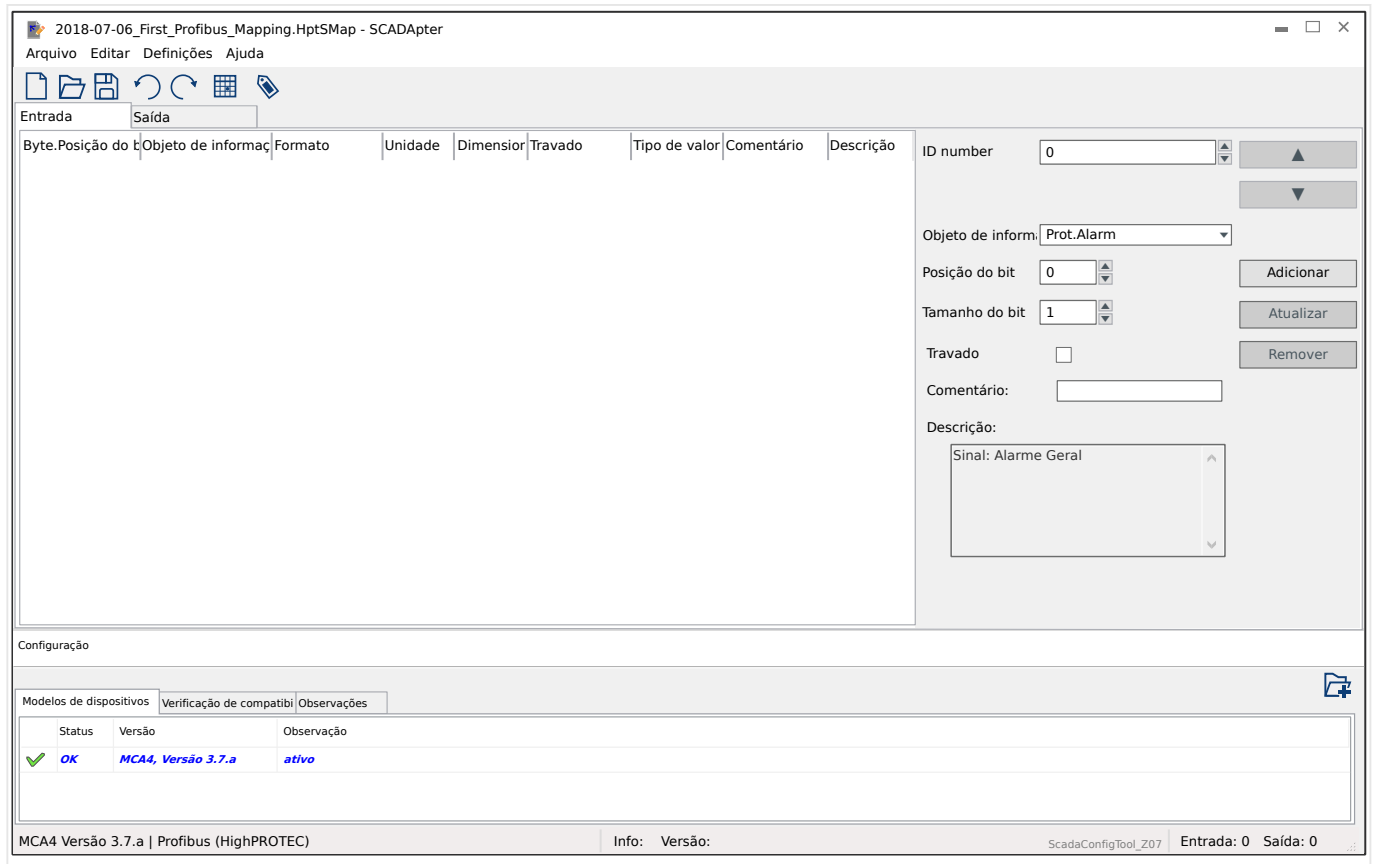 2018-07-06_First_Profibus_Mapping.HptSMap - SCADApter
Arquivo Editar Definições Ajuda
Entrada Saída
Byte.Posição do b Objeto de informaç Formato Unidade Dimension Travado Tipo de valor Comentário Descrição
ID number 0
Objeto de informa Prot.Alarm
Posição do bit 0 Adicionar
Tamanho do bit 1 Atualizar
Travado Remover
Comentário:
Descrição:
Sinal: Alarme Geral
Configuração
Modelos de dispositivos Verificação de compatibi Observações
Status Versão Observação
OK MCA4, Versão 3.7.a ativo
MCA4 Versão 3.7.a | Profibus (HighPROTEC) Info: Versão: ScadaConfigTool_Z07 Entrada: 0 Saída: 0